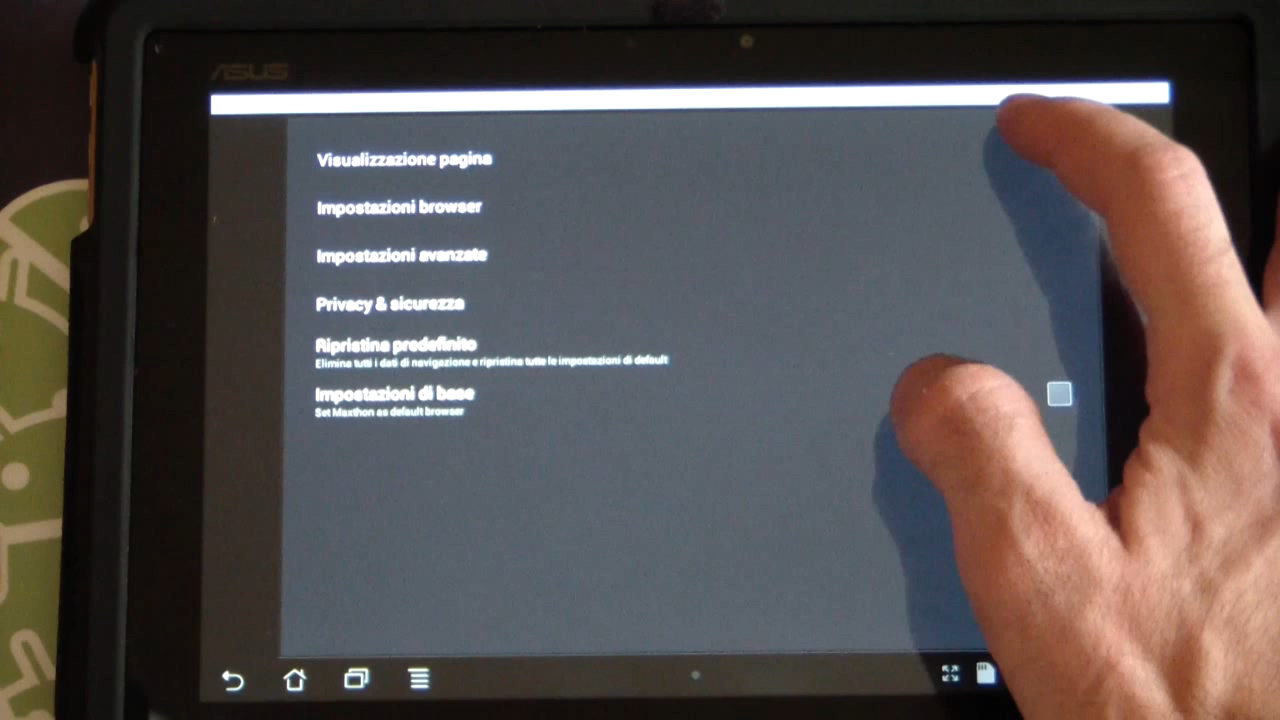 ASUS
Visualizzazione pagina
Impostazioni browser
Impostazioni avanzate
Privacy & sicurezza
Ripristina predefinito
Elimina tutti i dati di navigazione e ripristina tutte le impostazioni di default
Impostazioni di base
Set Maxthon as default browser